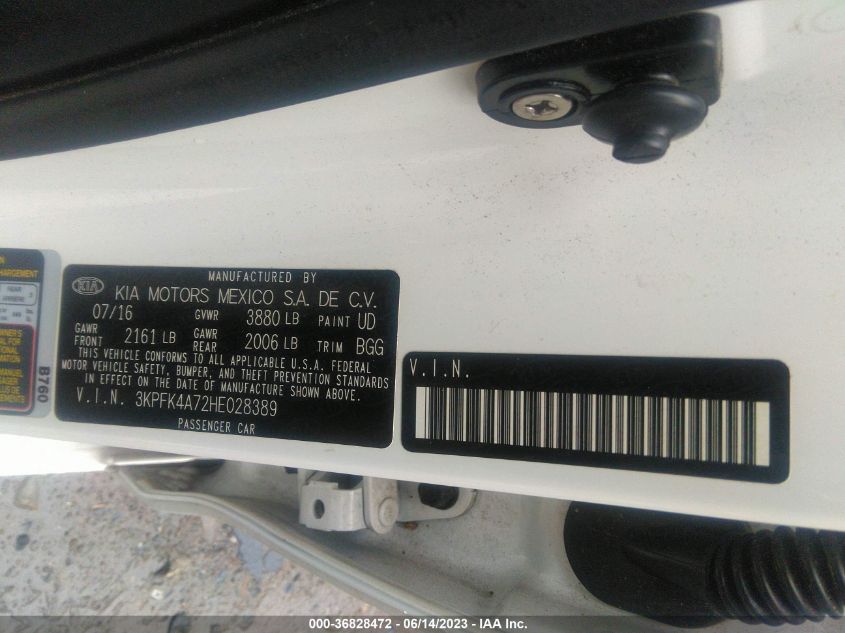 MANUFACTURED BY
KIA KIA MOTORS MEXICO S.A. DE C.V.
07/16 GVWR 3880 LB PAINT UD
GAWR FRONT 2161 LB GAWR REAR 2006 LB TRIM BGG
THIS VEHICLE CONFORMS TO ALL APPLICABLE U.S.A. FEDERAL
MOTOR VEHICLE SAFETY, BUMPER, AND THEFT PREVENTION STANDARDS
IN EFFECT ON THE DATE OF MANUFACTURE SHOWN ABOVE.
V.I.N. 3KPFK4A72HE028389
PASSENGER CAR
V.I.N.
B760
000-36828472 - 06/14/2023 - IAA Inc.